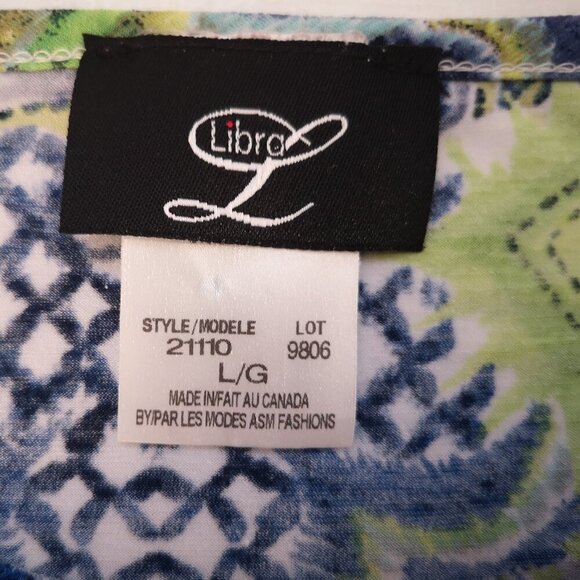 Libra
L
STYLE/MODELE LOT
21110 9806
L/G
MADE IN/FAIT AU CANADA
BY/PAR LES MODES ASM FASHIONS